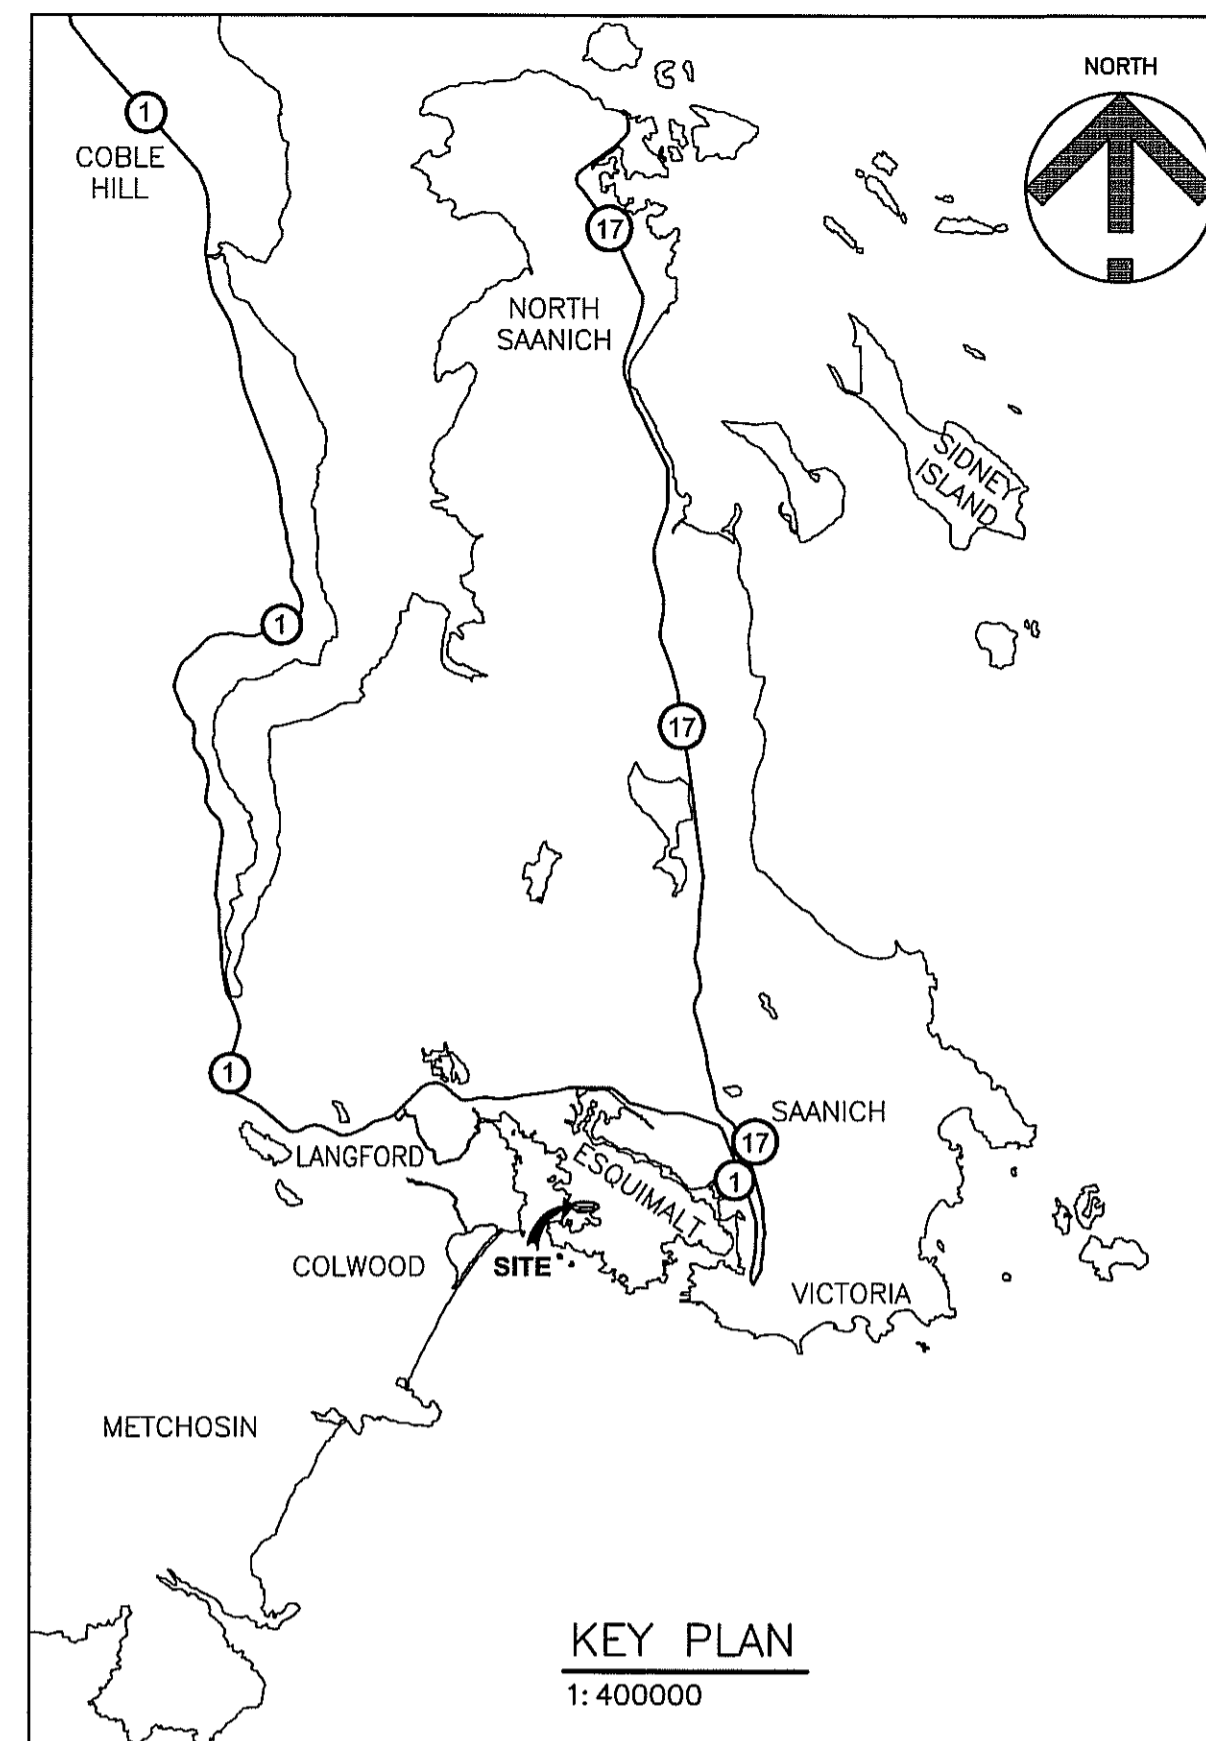 NORTH
1
COBLE
HILL
17
NORTH
SAANICH
SIDNEY
ISLAND
1
17
1
SAANICH
17
LANGFORD
ESQUIMALT
1
COLWOOD
SITE
VICTORIA
METCHOSIN
KEY PLAN
1: 400000